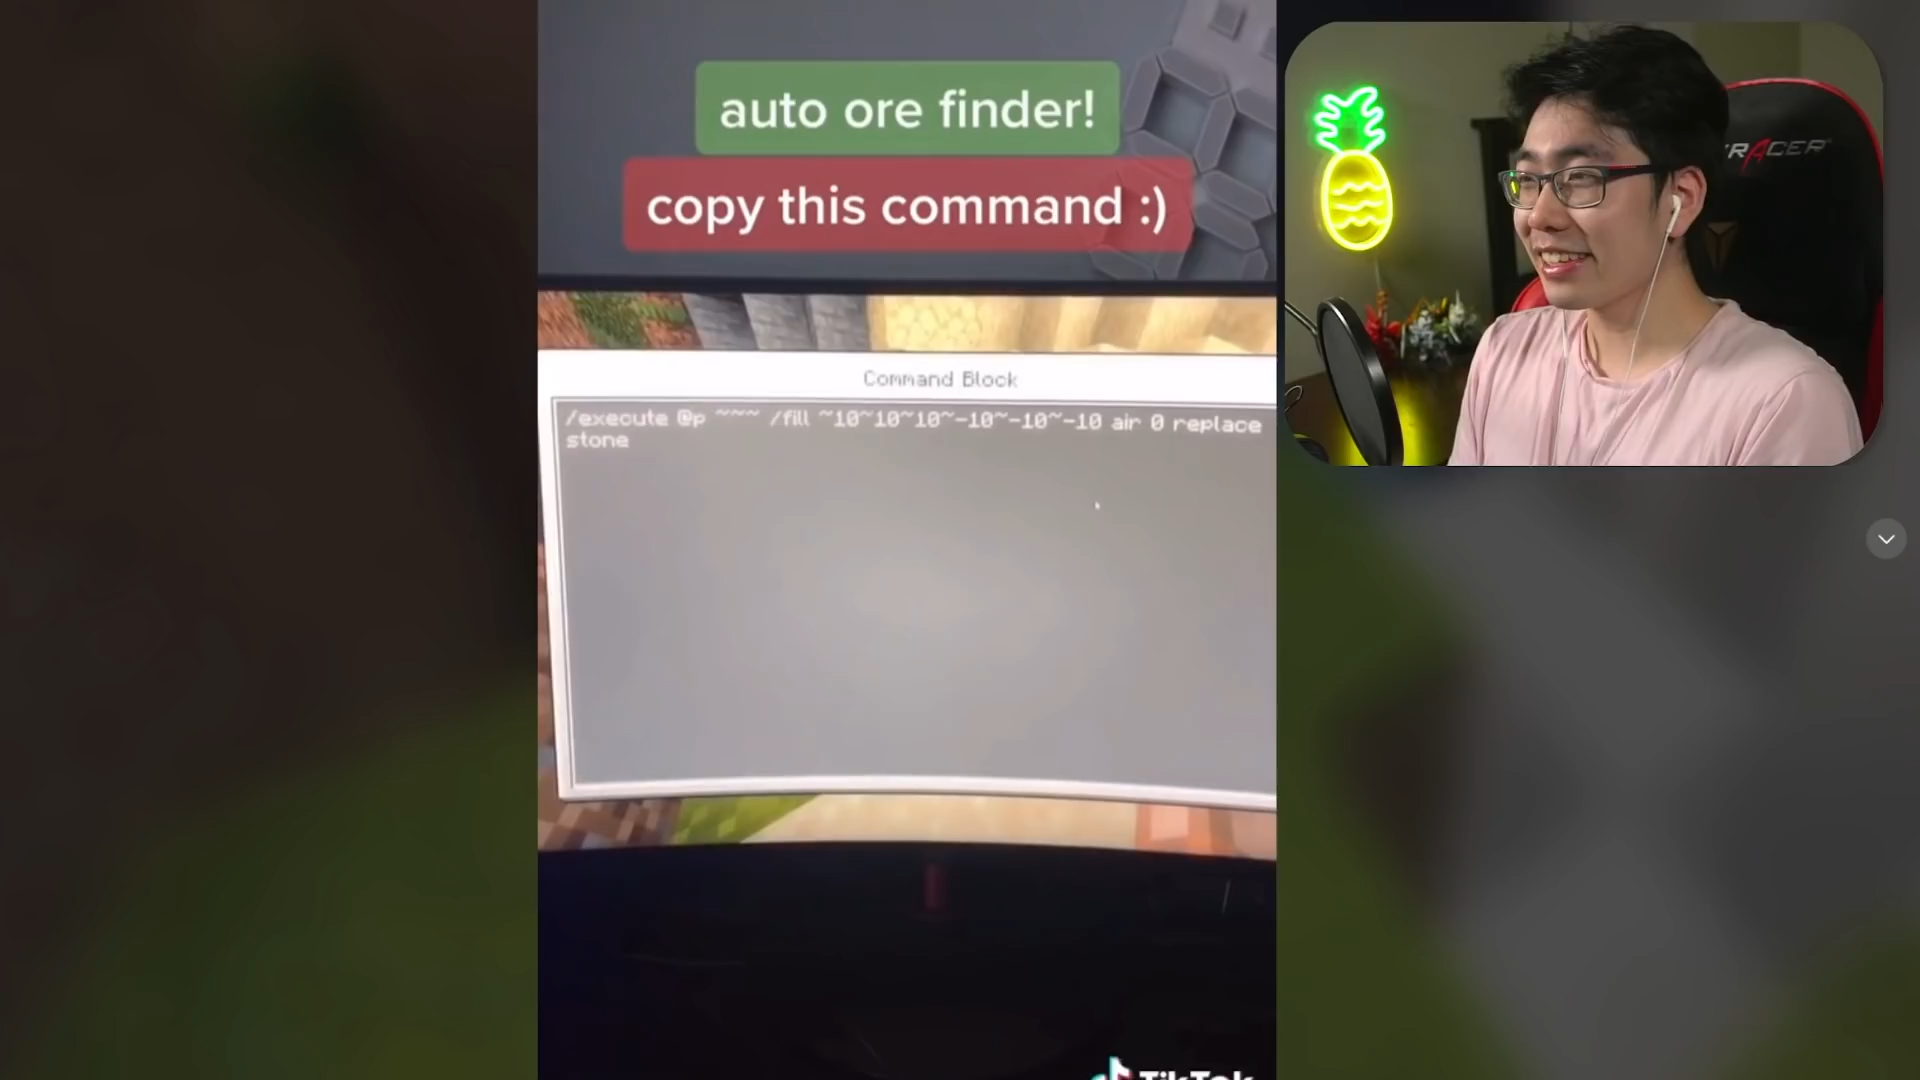 auto ore finder!
copy this command :)
Command Block
/execute @p ~~~ /fill ~10~10~10~-10~-10~-10 air 0 replace
stone
TikTok